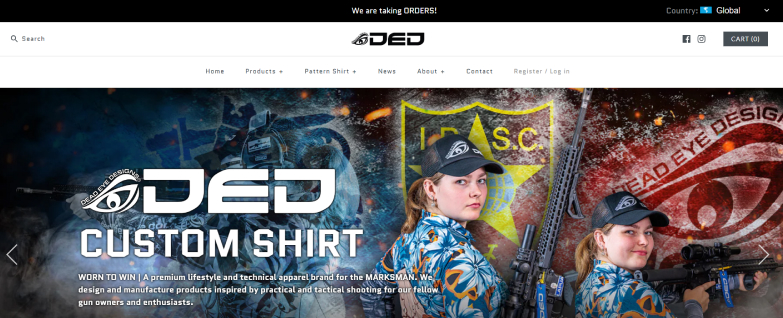 We are taking ORDERS!
Country: Global
Search
DED
CART (0)
Home
Products +
Pattern Shirt +
News
About +
Contact
Register / Log in
I.P.S.C.
DEAD EYE DESIGNS
DED
DEAD EYE DESIGNS
CUSTOM SHIRT
WORN TO WIN | A premium lifestyle and technical apparel brand for the MARKSMAN. We
design and manufacture products inspired by practical and tactical shooting for our fellow
gun owners and enthusiasts.